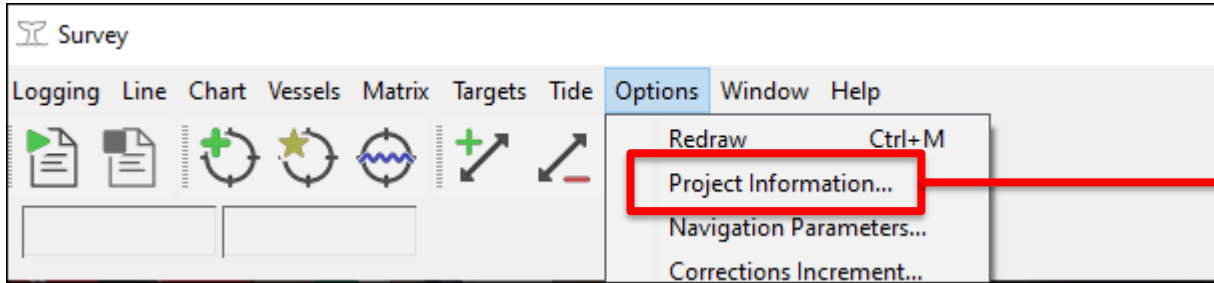 Survey
Logging Line Chart Vessels Matrix Targets Tide Options Window Help
Redraw Ctrl+M
Project Information...
Navigation Parameters...
Corrections Increment...